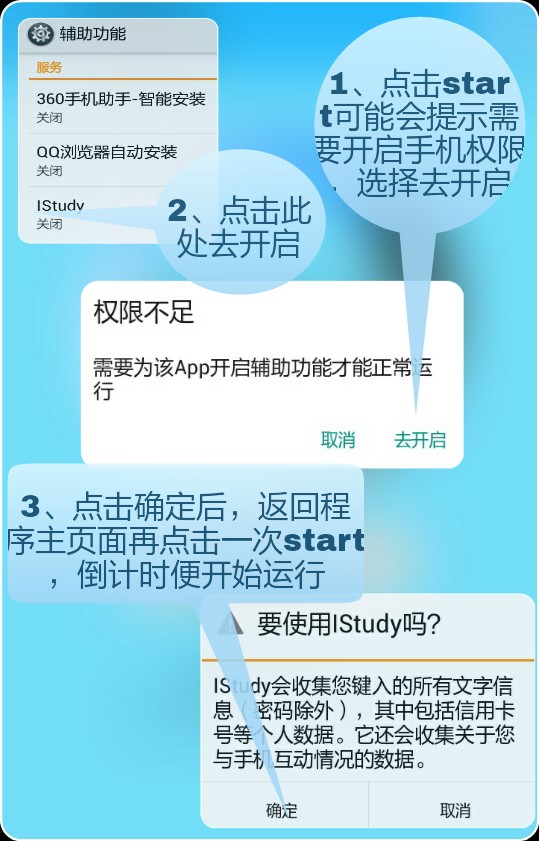 辅助功能
服务
360手机助手-智能安装
关闭
QQ浏览器自动安装
关闭
IStudy
关闭
1、点击star
t可能会提示需
要开启手机权限
，选择去开启
2、点击此
处去开启
权限不足
需要为该App开启辅助功能才能正常运
行
取消
去开启
3、点击确定后，返回程
序主页面再点击一次start
，倒计时便开始运行
要使用IStudy吗?
IStudy会收集您键入的所有文字信
息（密码除外），其中包括信用卡
号等个人数据。它还会收集关于您
与手机互动情况的数据。
确定
取消